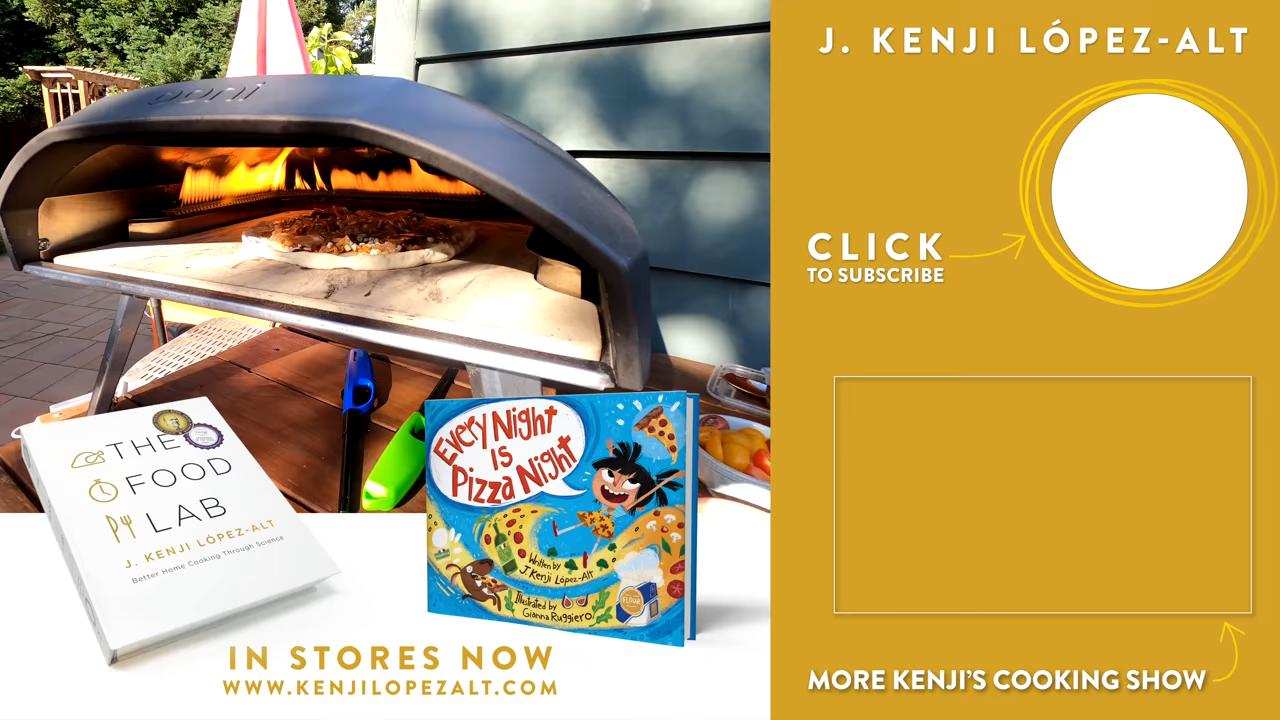 ooni
THE
FOOD
LAB
J. KENJI LÓPEZ-ALT
Better Home Cooking Through Science
Every Night
Is
Pizza Night
Written by
J. Kenji López-Alt
Illustrated by
Gianna Ruggiero
FLOUR
IN STORES NOW
WWW.KENJILOPEZALT.COM
J. KENJI LÓPEZ-ALT
CLICK
TO SUBSCRIBE
MORE KENJI'S COOKING SHOW